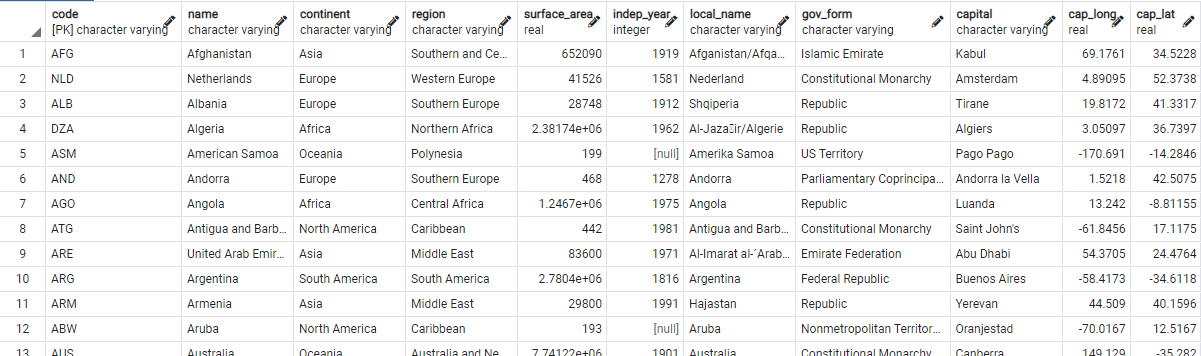 code name continent region surface_area indep_year local_name gov_form capital cap_long cap_lat
[PK] character varying character varying character varying character varying real integer character varying character varying character varying real real
1 AFG Afghanistan Asia Southern and Ce... 652090 1919 Afganistan/Afqa... Islamic Emirate Kabul 69.1761 34.5228
2 NLD Netherlands Europe Western Europe 41526 1581 Nederland Constitutional Monarchy Amsterdam 4.89095 52.3738
3 ALB Albania Europe Southern Europe 28748 1912 Shqiperia Republic Tirane 19.8172 41.3317
4 DZA Algeria Africa Northern Africa 2.38174e+06 1962 Al-Jaza▯ir/Algerie Republic Algiers 3.05097 36.7397
5 ASM American Samoa Oceania Polynesia 199 [null] Amerika Samoa US Territory Pago Pago -170.691 -14.2846
6 AND Andorra Europe Southern Europe 468 1278 Andorra Parliamentary Coprincipa... Andorra la Vella 1.5218 42.5075
7 AGO Angola Africa Central Africa 1.2467e+06 1975 Angola Republic Luanda 13.242 -8.81155
8 ATG Antigua and Barb... North America Caribbean 442 1981 Antigua and Barb... Constitutional Monarchy Saint John's -61.8456 17.1175
9 ARE United Arab Emir... Asia Middle East 83600 1971 Al-Imarat al-´Arab... Emirate Federation Abu Dhabi 54.3705 24.4764
10 ARG Argentina South America South America 2.7804e+06 1816 Argentina Federal Republic Buenos Aires -58.4173 -34.6118
11 ARM Armenia Asia Middle East 29800 1991 Hajastan Republic Yerevan 44.509 40.1596
12 ABW Aruba North America Caribbean 193 [null] Aruba Nonmetropolitan Territor... Oranjestad -70.0167 12.5167
13 AUS Australia Oceania Australia and Ne... 7.74122e+06 1901 Australia Constitutional Monarchy Canberra 149.129 -35.282